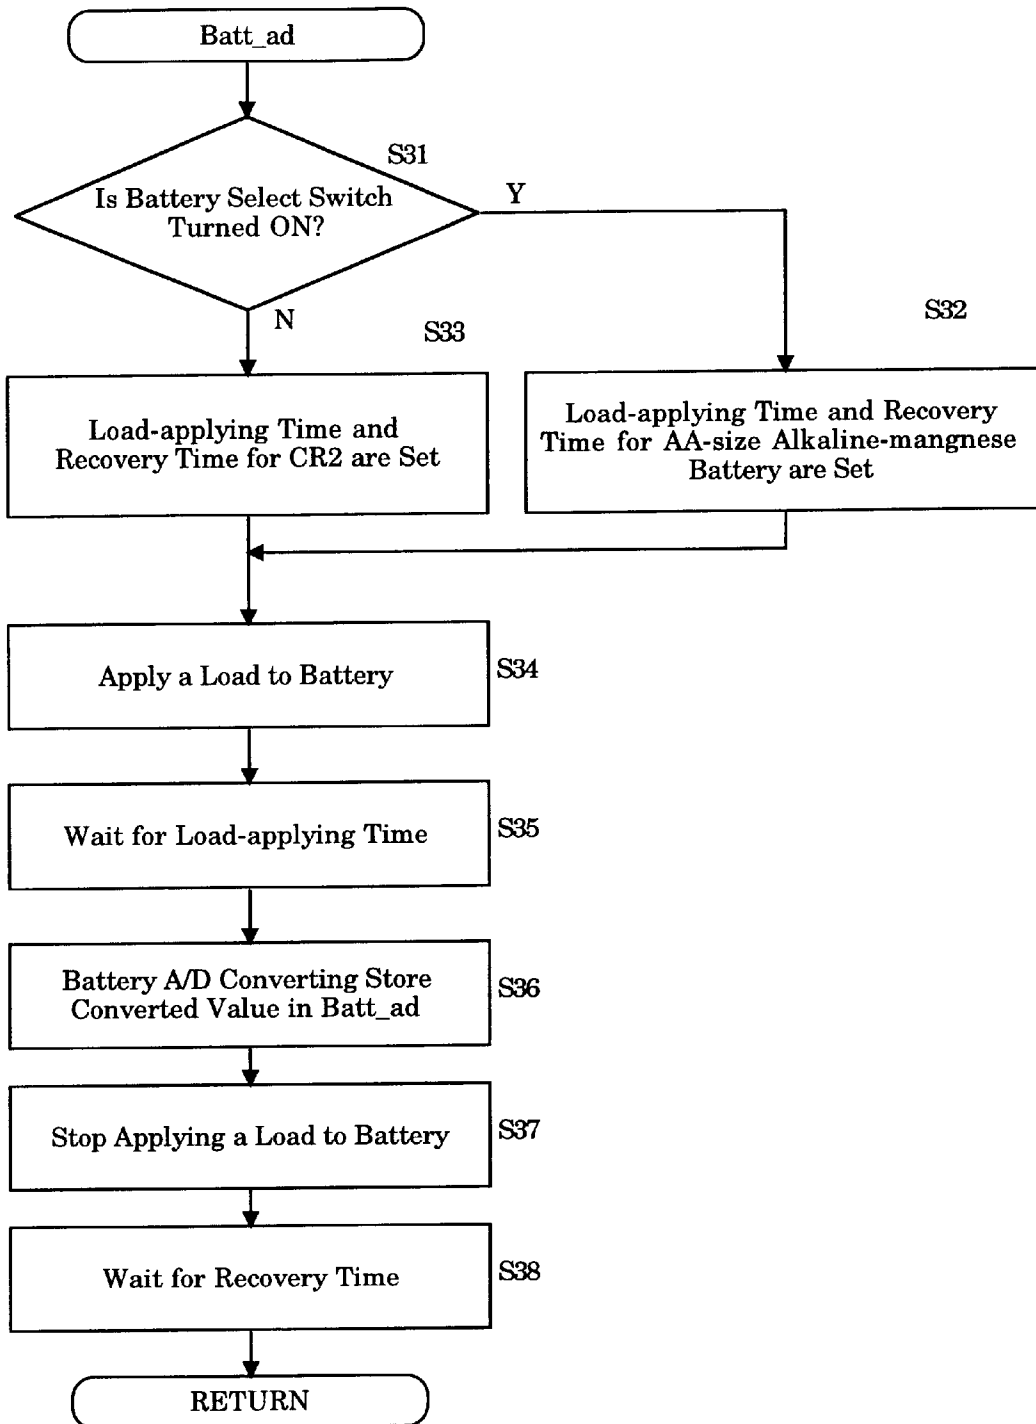 Batt_ad
S31
Is Battery Select Switch
Turned ON?
Y
N
S33
S32
Load-applying Time and
Recovery Time for CR2 are Set
Load-applying Time and Recovery
Time for AA-size Alkaline-mangnese
Battery are Set
Apply a Load to Battery
S34
Wait for Load-applying Time
S35
Battery A/D Converting Store
Converted Value in Batt_ad
S36
Stop Applying a Load to Battery
S37
Wait for Recovery Time
S38
RETURN